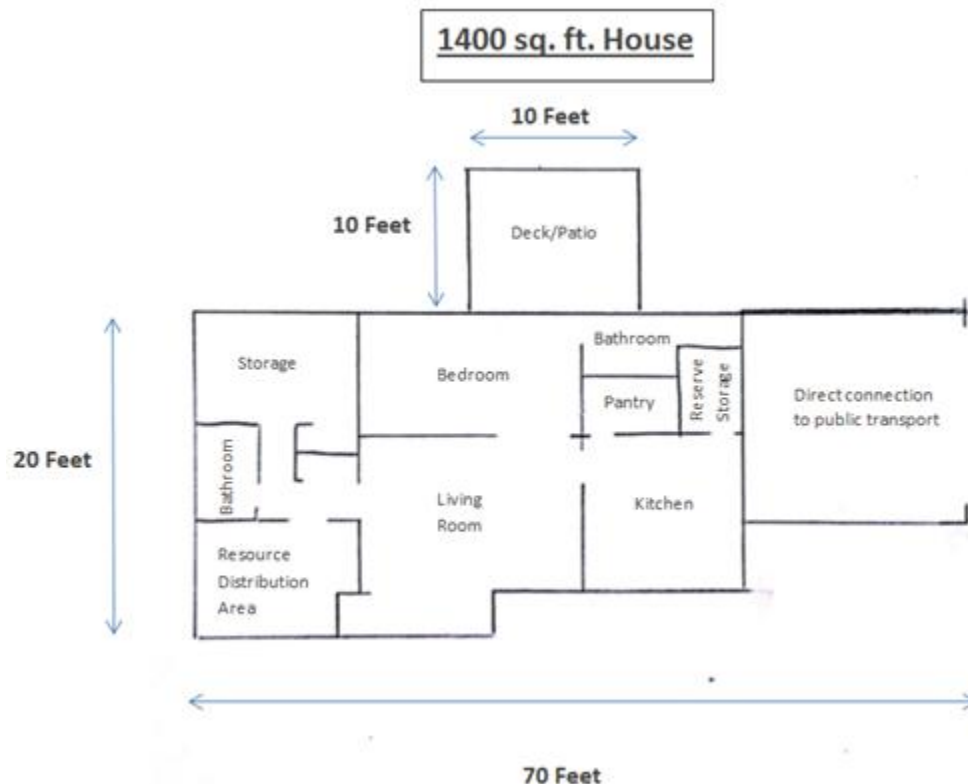 1400 sq. ft. House
10 Feet
10 Feet
Deck/Patio
Storage
Bedroom
Bathroom
Pantry
Reserve
Storage
Direct connection
to public transport
20 Feet
Bathroom
Living
Room
Kitchen
Resource
Distribution
Area
70 Feet